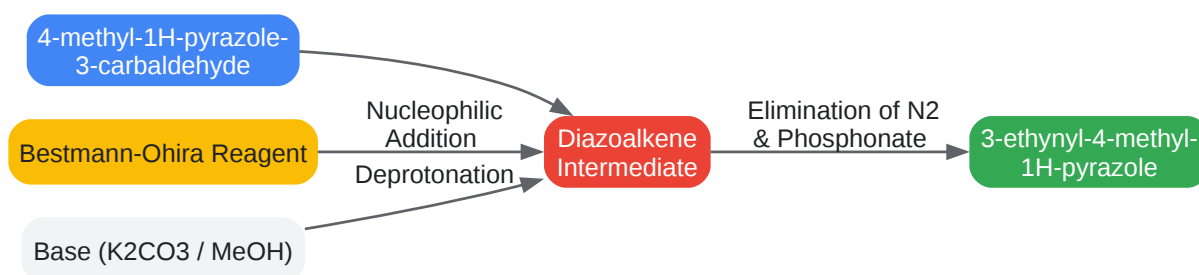 4-methyl-1H-pyrazole-
3-carbaldehyde
Bestmann-Ohira Reagent
Base (K2CO3 / MeOH)
Nucleophilic
Addition
Deprotonation
Diazoalkene
Intermediate
Elimination of N2
& Phosphonate
3-ethynyl-4-methyl-
1H-pyrazole